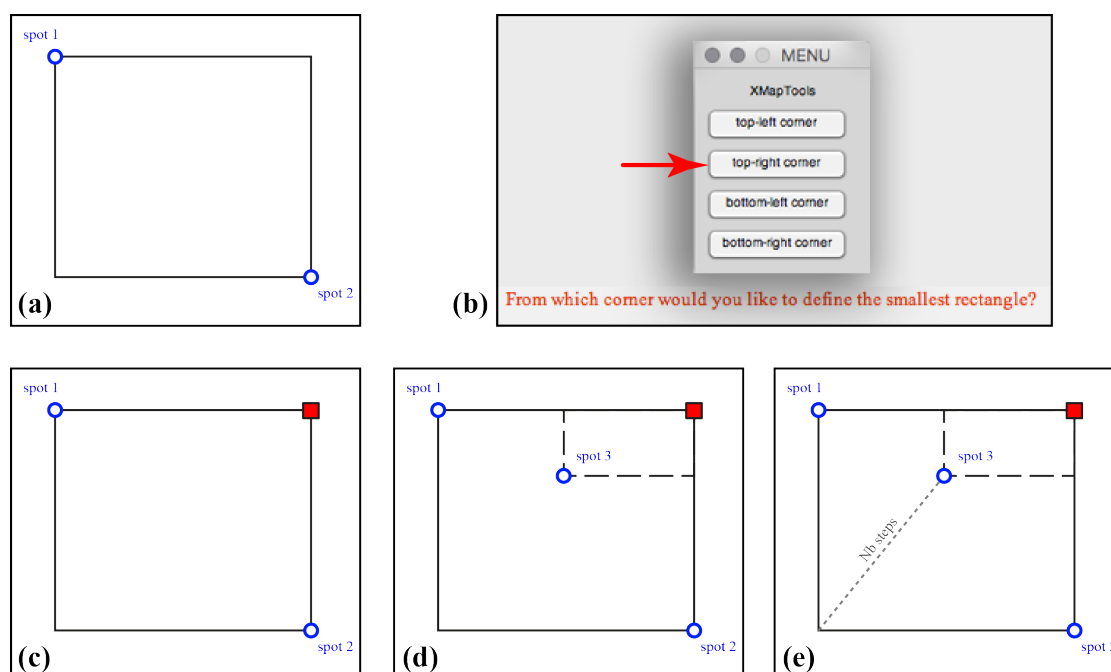 spot 1
spot 2
(a)
MENU
XMapTools
top-left corner
top-right corner
bottom-left corner
bottom-right corner
(b)
From which corner would you like to define the smallest rectangle?
spot 1
spot 2
(c)
spot 1
spot 3
spot 2
(d)
spot 1
spot 3
Nb steps
spot
(e)